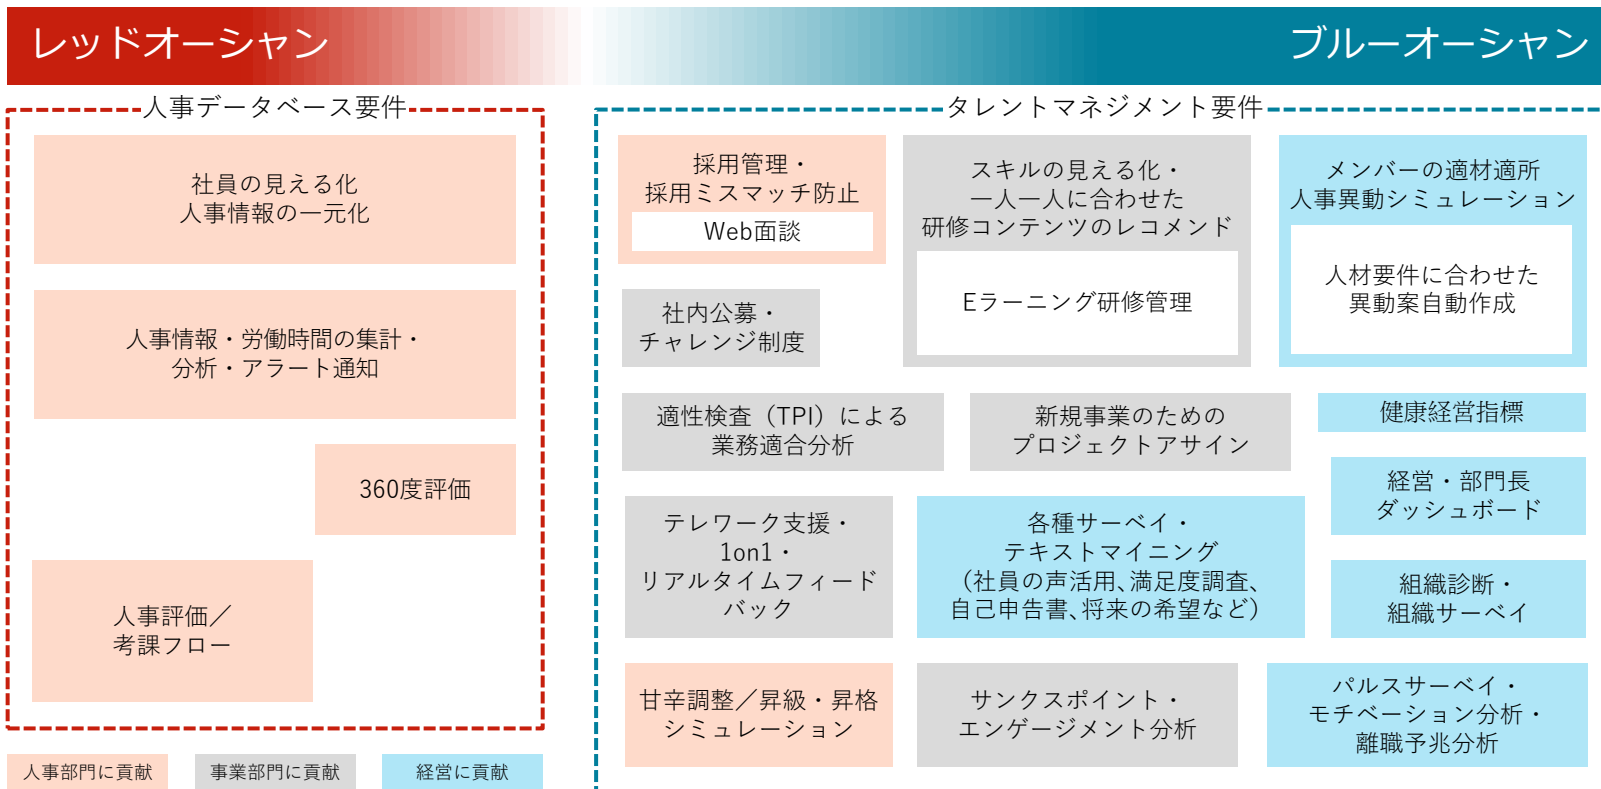 レッドオーシャン
ブルーオーシャン
人事データベース要件
社員の見える化
人事情報の一元化
人事情報・労働時間の集計・
分析・アラート通知
360度評価
人事評価／
考課フロー
人事部門に貢献
事業部門に貢献
経営に貢献
タレントマネジメント要件
採用管理・
採用ミスマッチ防止
Web面談
スキルの見える化・
一人一人に合わせた
研修コンテンツのレコメンド
Eラーニング研修管理
メンバーの適材適所
人事異動シミュレーション
人材要件に合わせた
異動案自動作成
社内公募・
チャレンジ制度
適性検査（TPI）による
業務適合分析
新規事業のための
プロジェクトアサイン
健康経営指標
経営・部門長
ダッシュボード
テレワーク支援・
1on1・
リアルタイムフィード
バック
各種サーベイ・
テキストマイニング
（社員の声活用、満足度調査、
自己申告書、将来の希望など）
組織診断・
組織サーベイ
甘辛調整／昇級・昇格
シミュレーション
サンクスポイント・
エンゲージメント分析
パルスサーベイ・
モチベーション分析・
離職予兆分析